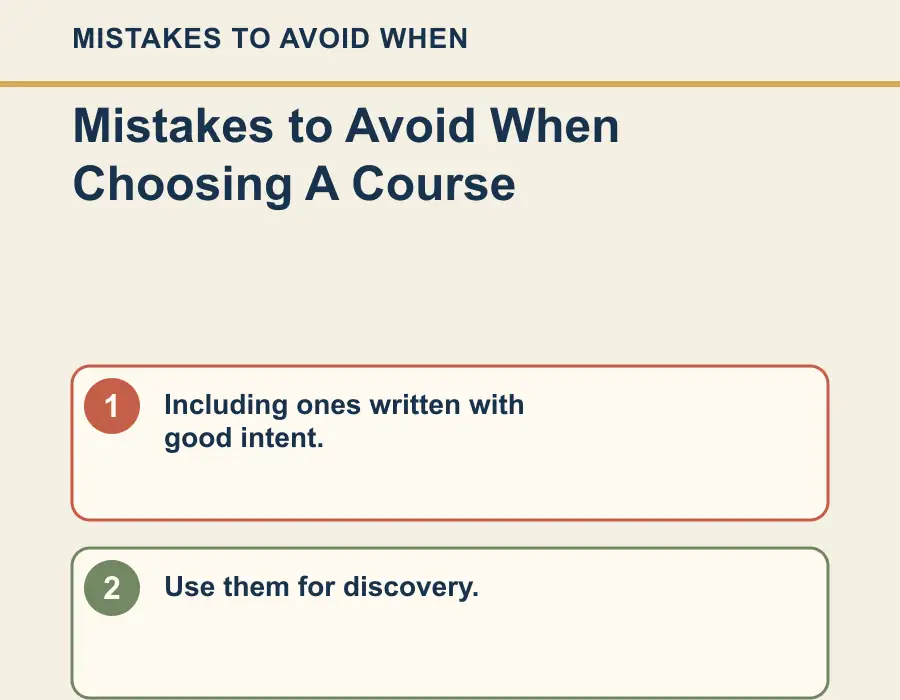 MISTAKES TO AVOID WHEN
Mistakes to Avoid When
Choosing A Course
1
Including ones written with
good intent.
2
Use them for discovery.